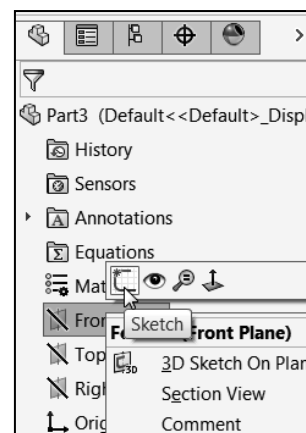 Part3 (Default<<Default>_Displ
History
Sensors
Annotations
Equations
Mat
Fron
Sketch
Fe (Front Plane)
Top
3D Sketch On Plan
Righ
Section View
Orig
Comment